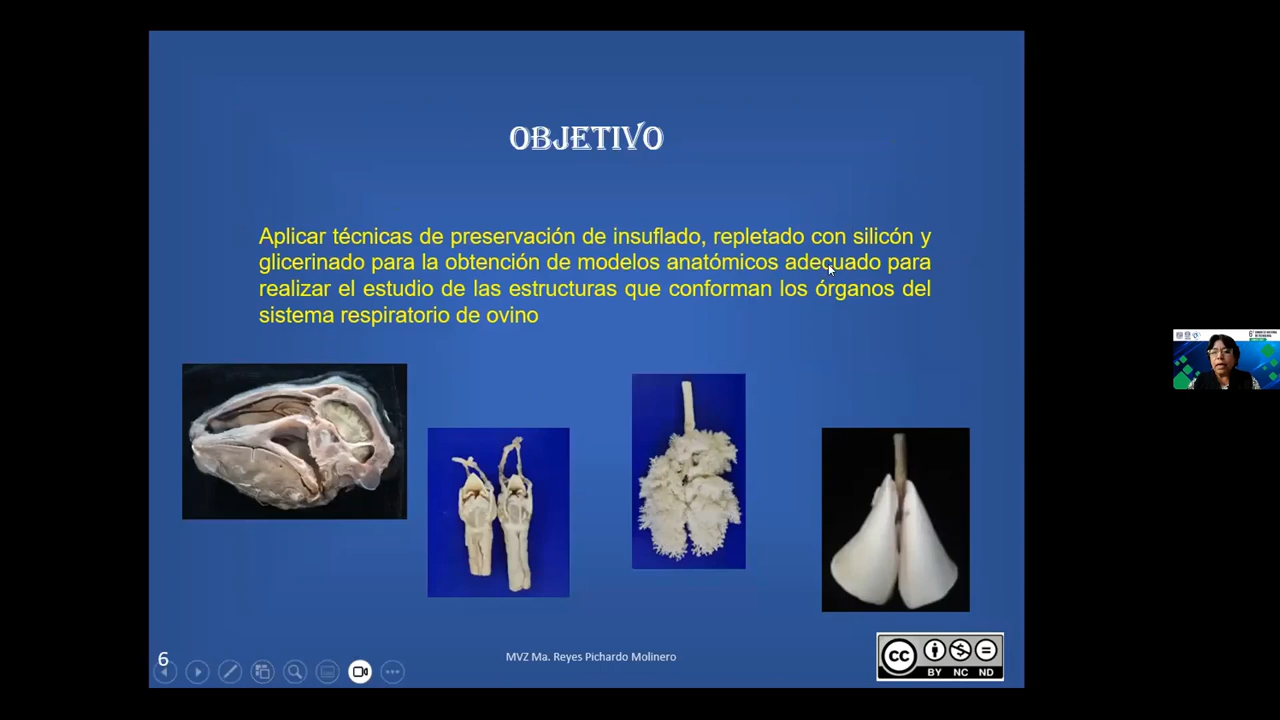 OBJETIVO
Aplicar técnicas de preservación de insuflado, repletado con silicón y
glicerinado para la obtención de modelos anatómicos adecuado para
realizar el estudio de las estructuras que conforman los órganos del
sistema respiratorio de ovino
6
MVZ Ma. Reyes Pichardo Molinero
cc
BY NC ND